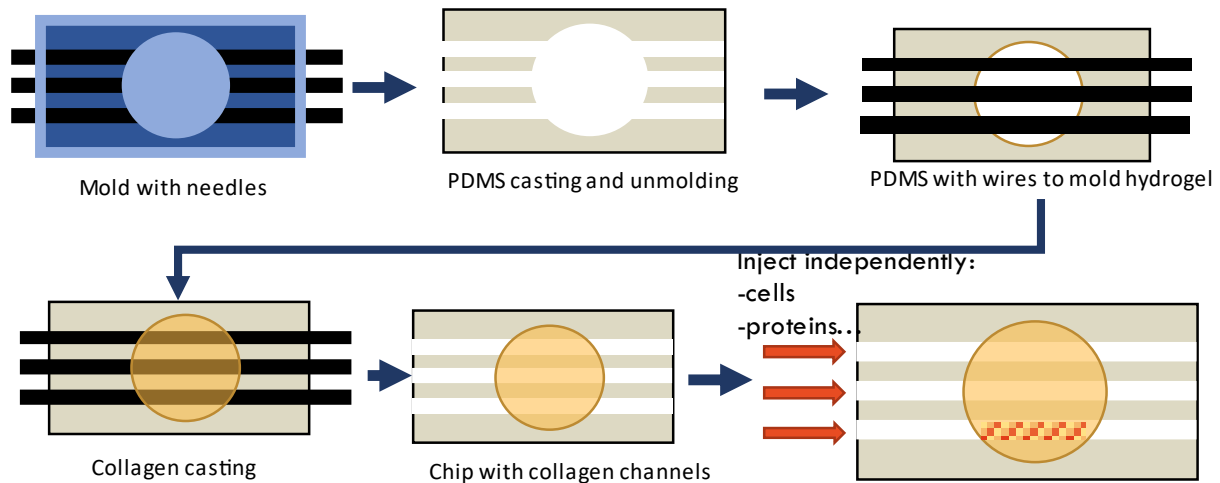 Mold with needles
PDMS casting and unmolding
PDMS with wires to mold hydrogel
Inject independently:
-cells
-proteins...
Collagen casting
Chip with collagen channels